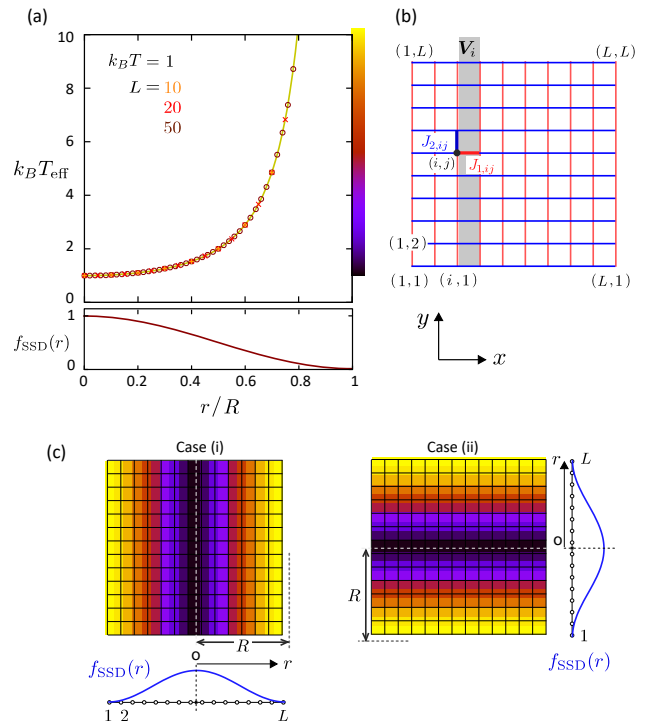 (a)
10
8
6
4
2
0
k_BT_eff
k_BT = 1
L = 10
20
50
1
0
f_SSD(r)
0 0.2 0.4 0.6 0.8 1
r/R
(b)
V_i
(1,L) (L,L)
J_{2,ij}
(i,j) J_{1,ij}
(1,2)
(1,1) (i,1) (L,1)
y
x
(c)
Case (i)
R
O r
f_SSD(r)
1 2 L
Case (ii)
r L
O
R
1
f_SSD(r)